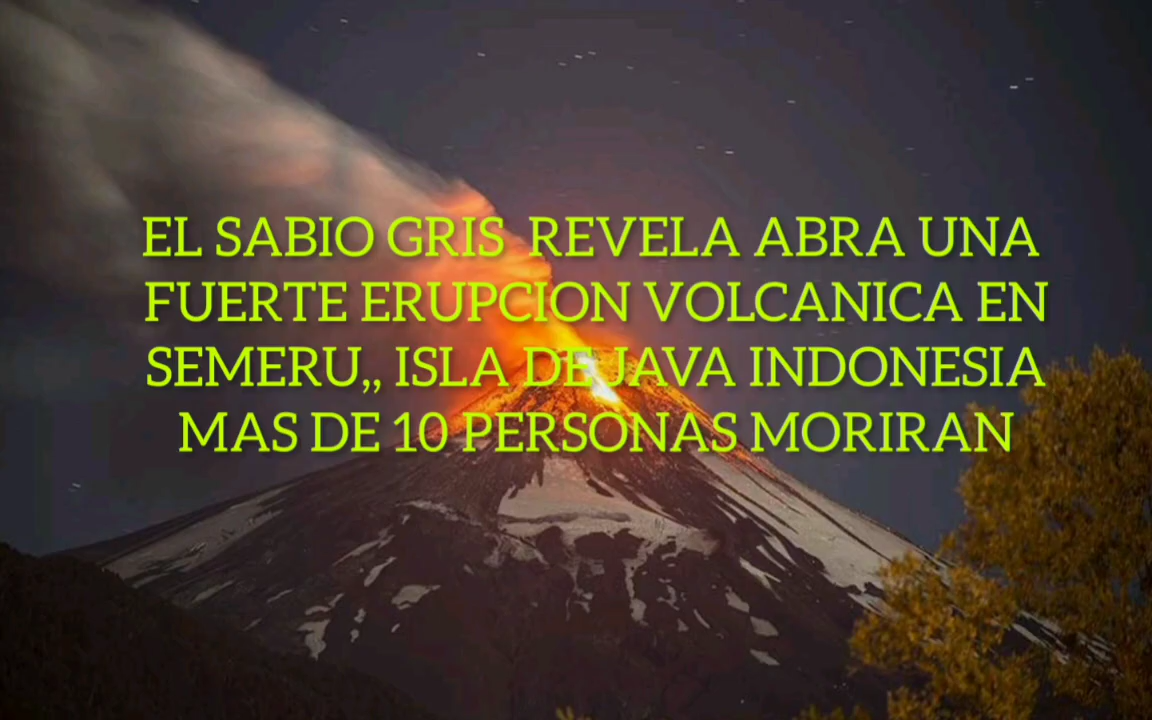 EL SABIO GRIS REVELA ABRA UNA
FUERTE ERUPCION VOLCANICA EN
SEMERU,, ISLA DE JAVA INDONESIA
MAS DE 10 PERSONAS MORIRAN